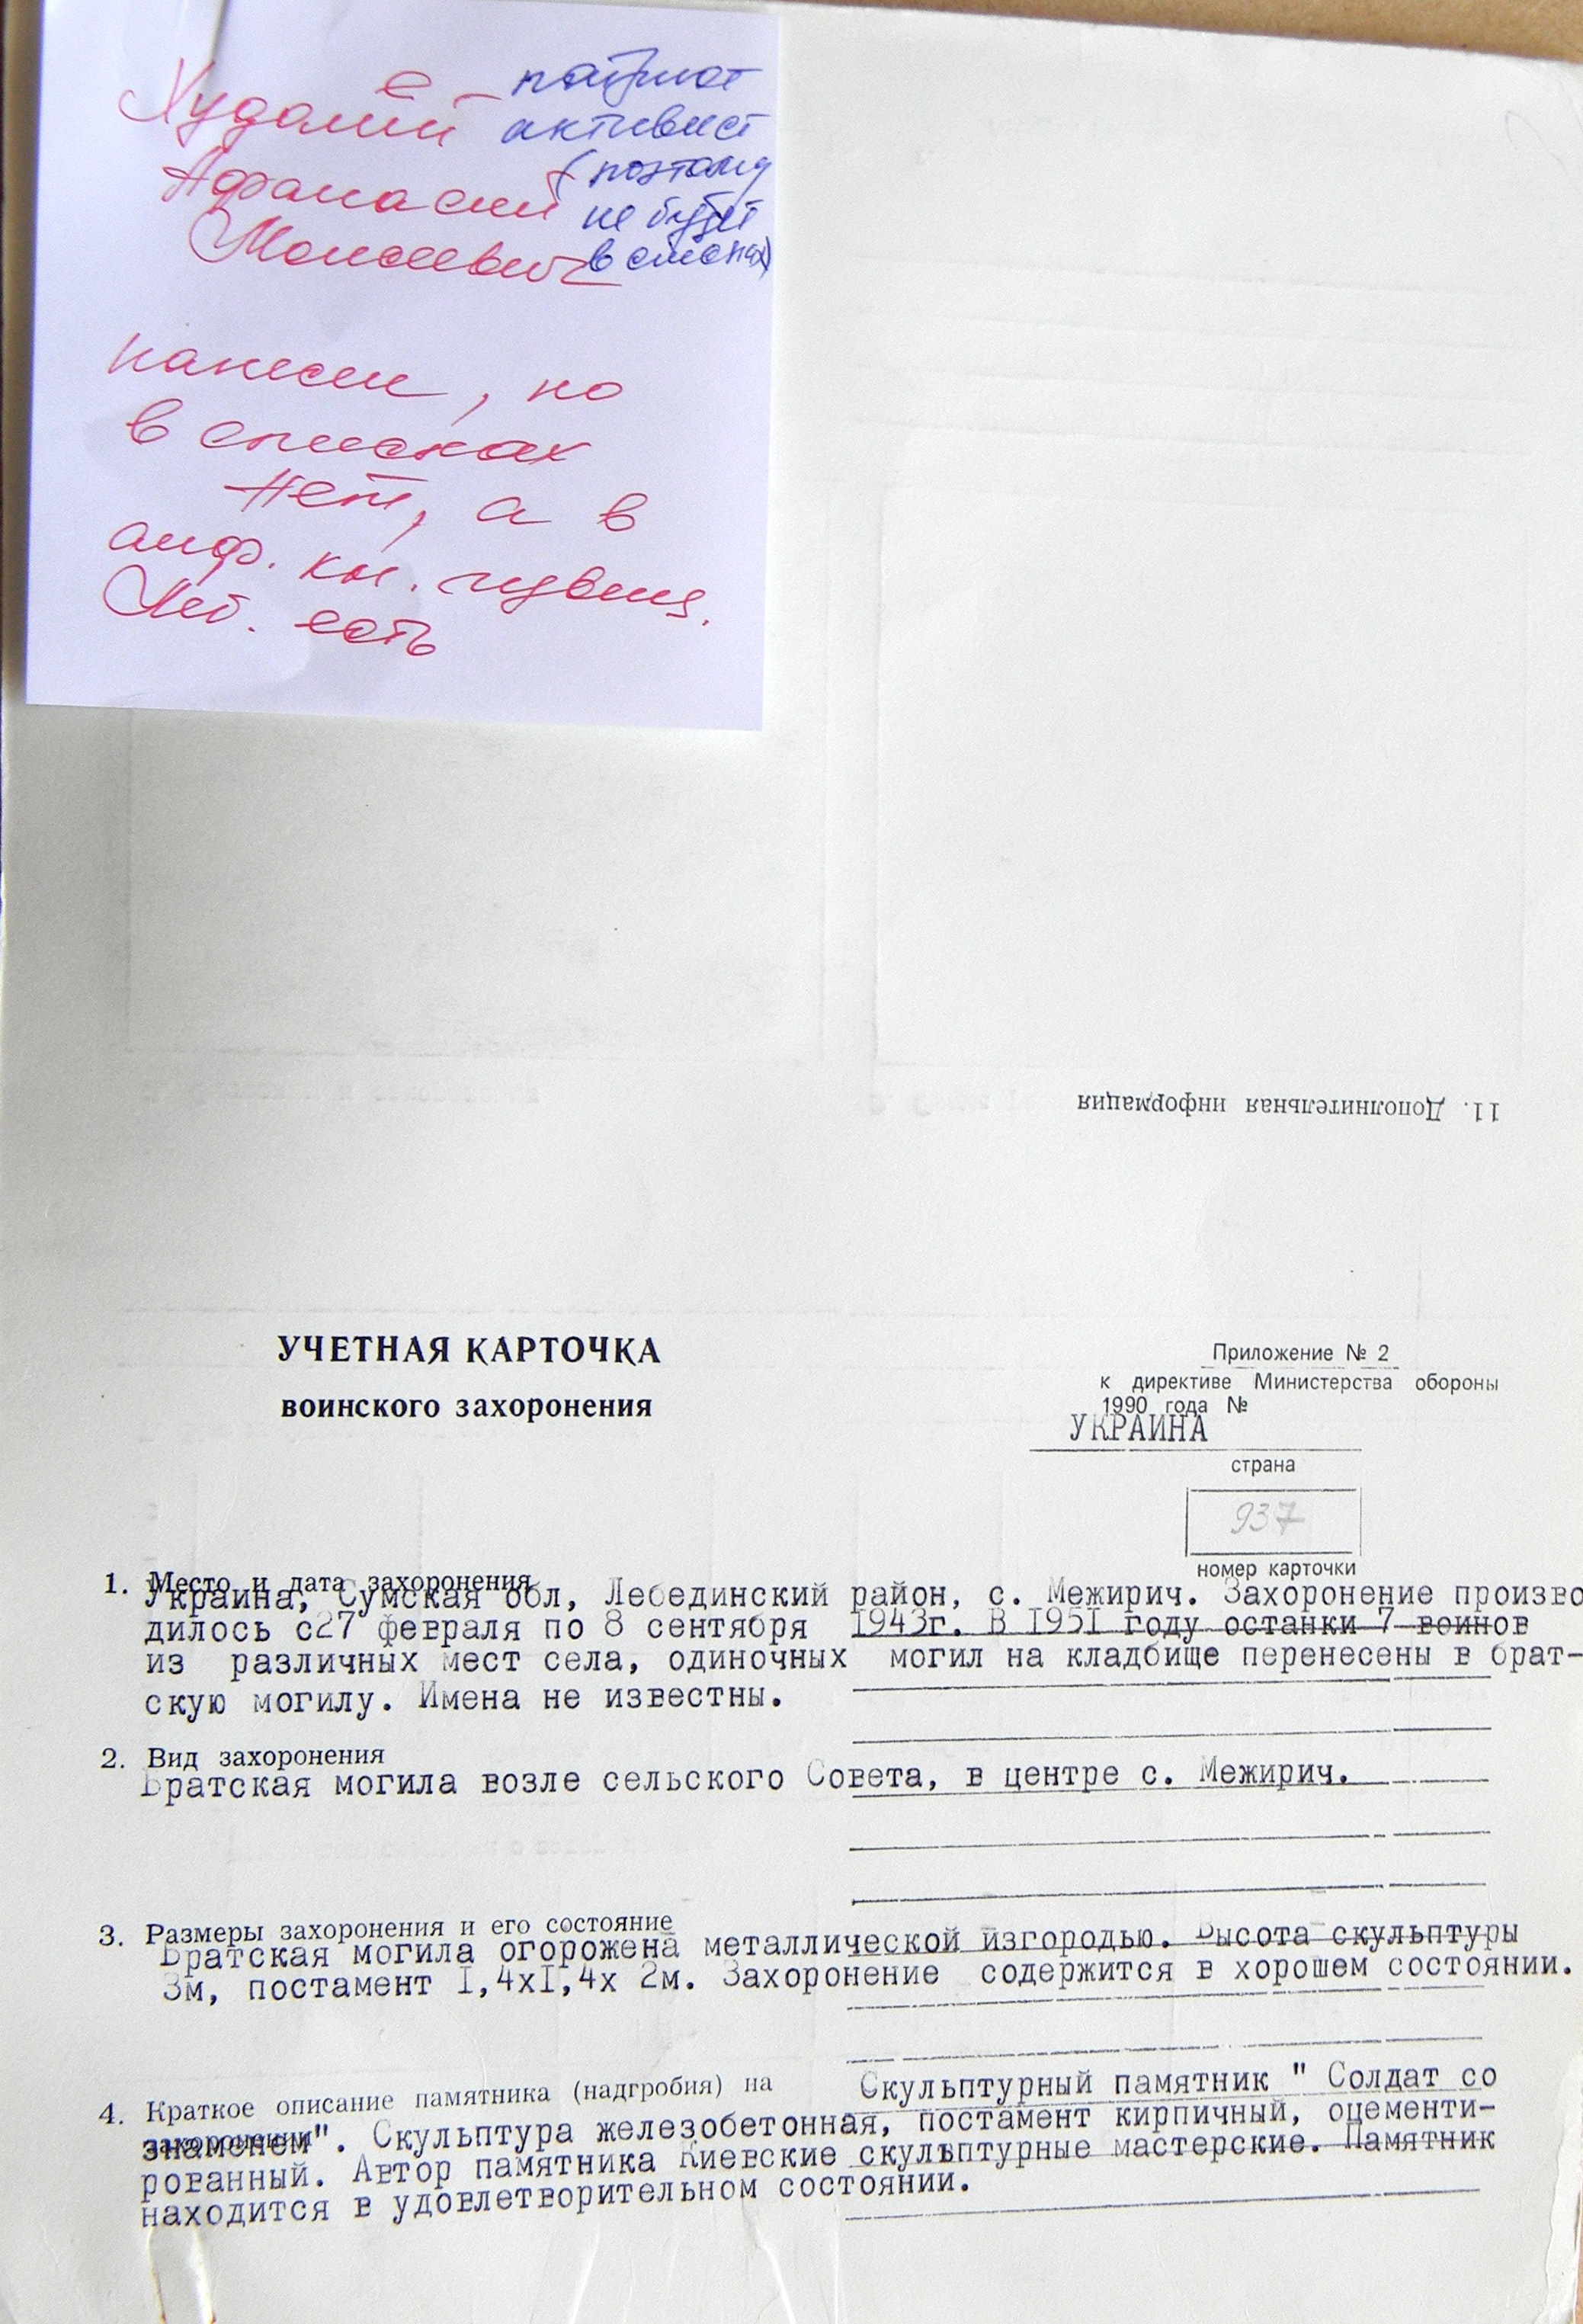 Худолей - патриот
активист
Афанасий (поэтому
не будет
Моисеевич в списках)
нанесен, но
в списках
нет, а в
алф. кн. 
есть
11. Дополнительная информация
УЧЕТНАЯ КАРТОЧКА
воинского захоронения
Приложение № 2
к директиве Министерства обороны
1990 года №
УКРАИНА
страна
937
номер карточки
1. Место и дата захоронения
Украина, Сумская обл, Лебединский район, с. Межирич. Захоронение произво
дилось с27 февраля по 8 сентября 1943г. В 1951 году останки 7 воинов
из различных мест села, одиночных могил на кладбище перенесены в брат-
скую могилу. Имена не известны.
2. Вид захоронения
Братская могила возле сельского Совета, в центре с. Межирич.
3. Размеры захоронения и его состояние
Братская могила огорожена металлической изгородью. Высота скульптуры
3м, постамент 1,4х1,4х 2м. Захоронение содержится в хорошем состоянии.
4. Краткое описание памятника (надгробия) на
захоронении
Скульптурный памятник " Солдат со
знаменем". Скульптура железобетонная, постамент кирпичный, оцементи-
рованный. Автор памятника Киевские скульптурные мастерские. Памятник
находится в удовлетворительном состоянии.